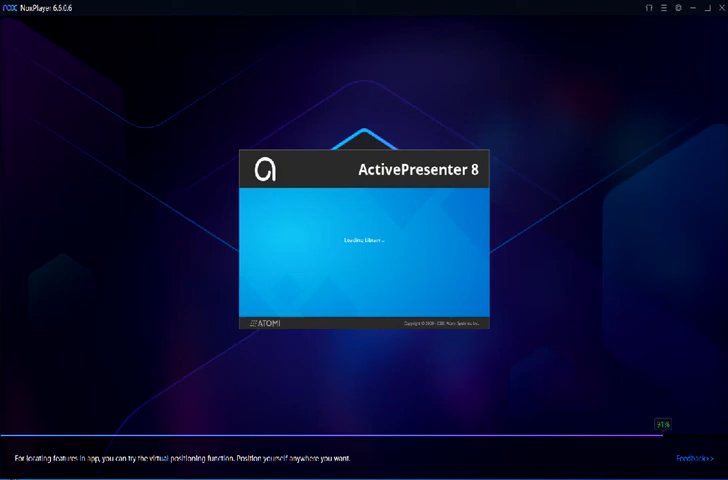 nox NoxPlayer 6.6.0.6
ActivePresenter 8
Loading Library...
ATOMI
91%
For locating features in app, you can try the virtual positioning function. Position yourself anywhere you want.
Feedback>>